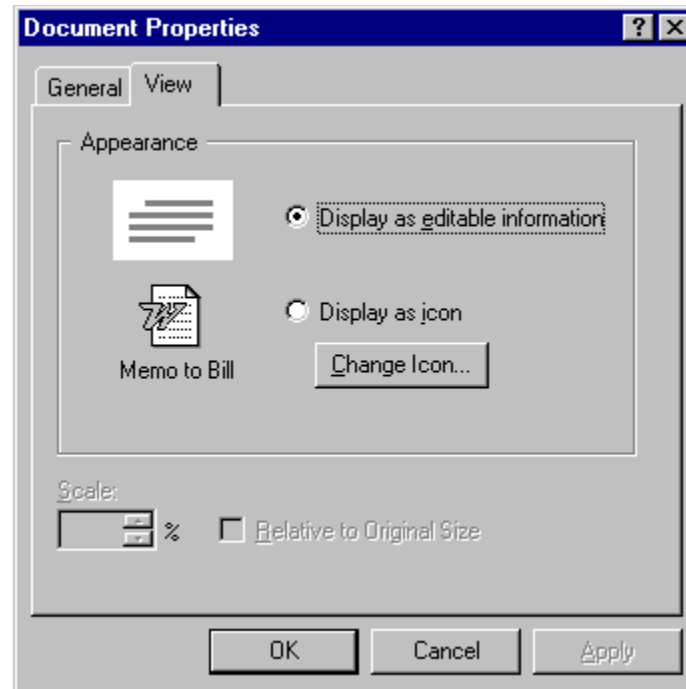 Document Properties
General View
Appearance
Display as editable information
Display as icon
Memo to Bill
Change Icon...
Scale:
% Relative to Original Size
OK Cancel Apply